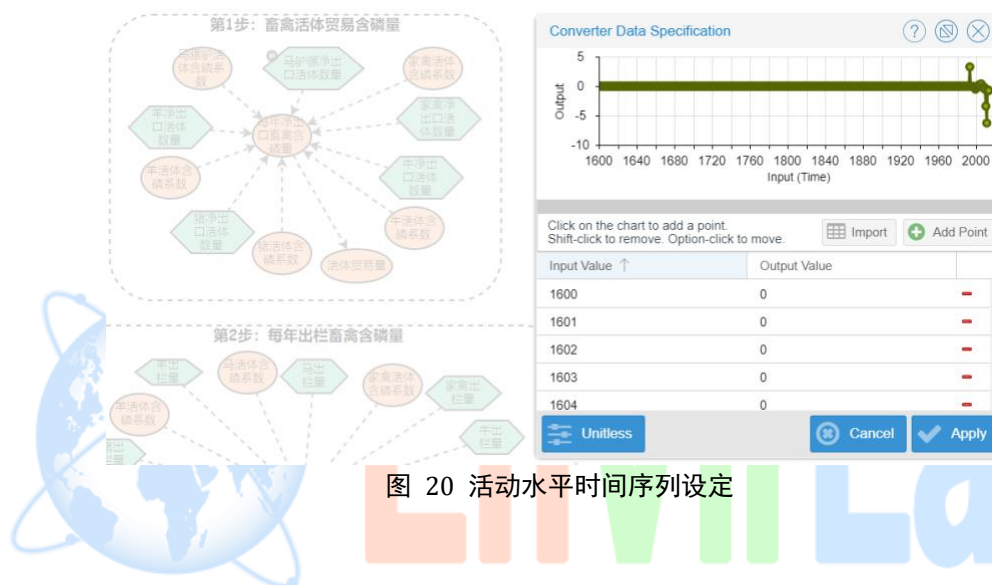 第1步：畜禽活体贸易含磷量
马骡驴活
体含磷系
数
马驴骡净出
口活体数量
家禽活体
含磷系数
羊净出
口活体
数量
家禽净
出口活
体数量
每年净出
口畜禽含
磷量
羊活体含
磷系数
牛净出
口活体
数量
猪净出
口活体
数量
牛活体含
磷系数
猪活体含
磷系数
活体贸易量
第2步：每年出栏畜禽含磷量
羊出
栏量
马活体含
磷系数
马出
栏量
家禽活体
含磷系数
家禽出
栏量
羊活体含
磷系数
牛出
栏量
Converter Data Specification
5
0
-5
-10
Output
1600 1640 1680 1720 1760 1800 1840 1880 1920 1960 2000
Input (Time)
Click on the chart to add a point.
Shift-click to remove. Option-click to move.
Import
Add Point
Input Value ↑ Output Value
1600 0
1601 0
1602 0
1603 0
1604 0
Unitless
Cancel
Apply
图 20 活动水平时间序列设定